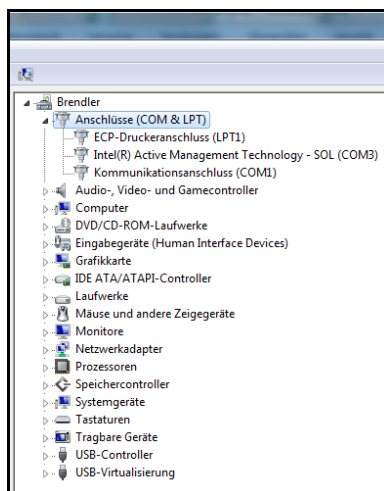 Brendler
Anschlüsse (COM & LPT)
ECP-Druckeranschluss (LPT1)
Intel(R) Active Management Technology - SOL (COM3)
Kommunikationsanschluss (COM1)
Audio-, Video- und Gamecontroller
Computer
DVD/CD-ROM-Laufwerke
Eingabegeräte (Human Interface Devices)
Grafikkarte
IDE ATA/ATAPI-Controller
Laufwerke
Mäuse und andere Zeigegeräte
Monitore
Netzwerkadapter
Prozessoren
Speichercontroller
Systemgeräte
Tastaturen
Tragbare Geräte
USB-Controller
USB-Virtualisierung